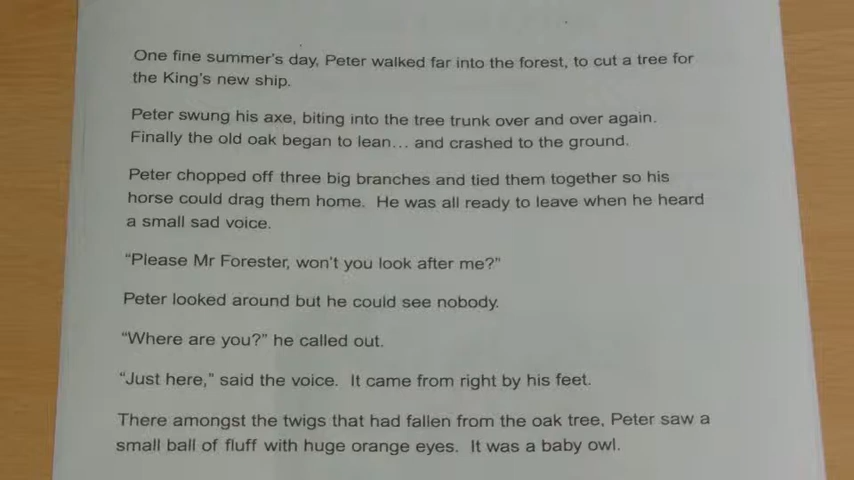 One fine summer's day, Peter walked far into the forest, to cut a tree for
the King's new ship.
Peter swung his axe, biting into the tree trunk over and over again.
Finally the old oak began to lean… and crashed to the ground.
Peter chopped off three big branches and tied them together so his
horse could drag them home.  He was all ready to leave when he heard
a small sad voice.
“Please Mr Forester, won't you look after me?”
Peter looked around but he could see nobody.
“Where are you?” he called out.
“Just here,” said the voice.  It came from right by his feet.
There amongst the twigs that had fallen from the oak tree, Peter saw a
small ball of fluff with huge orange eyes.  It was a baby owl.